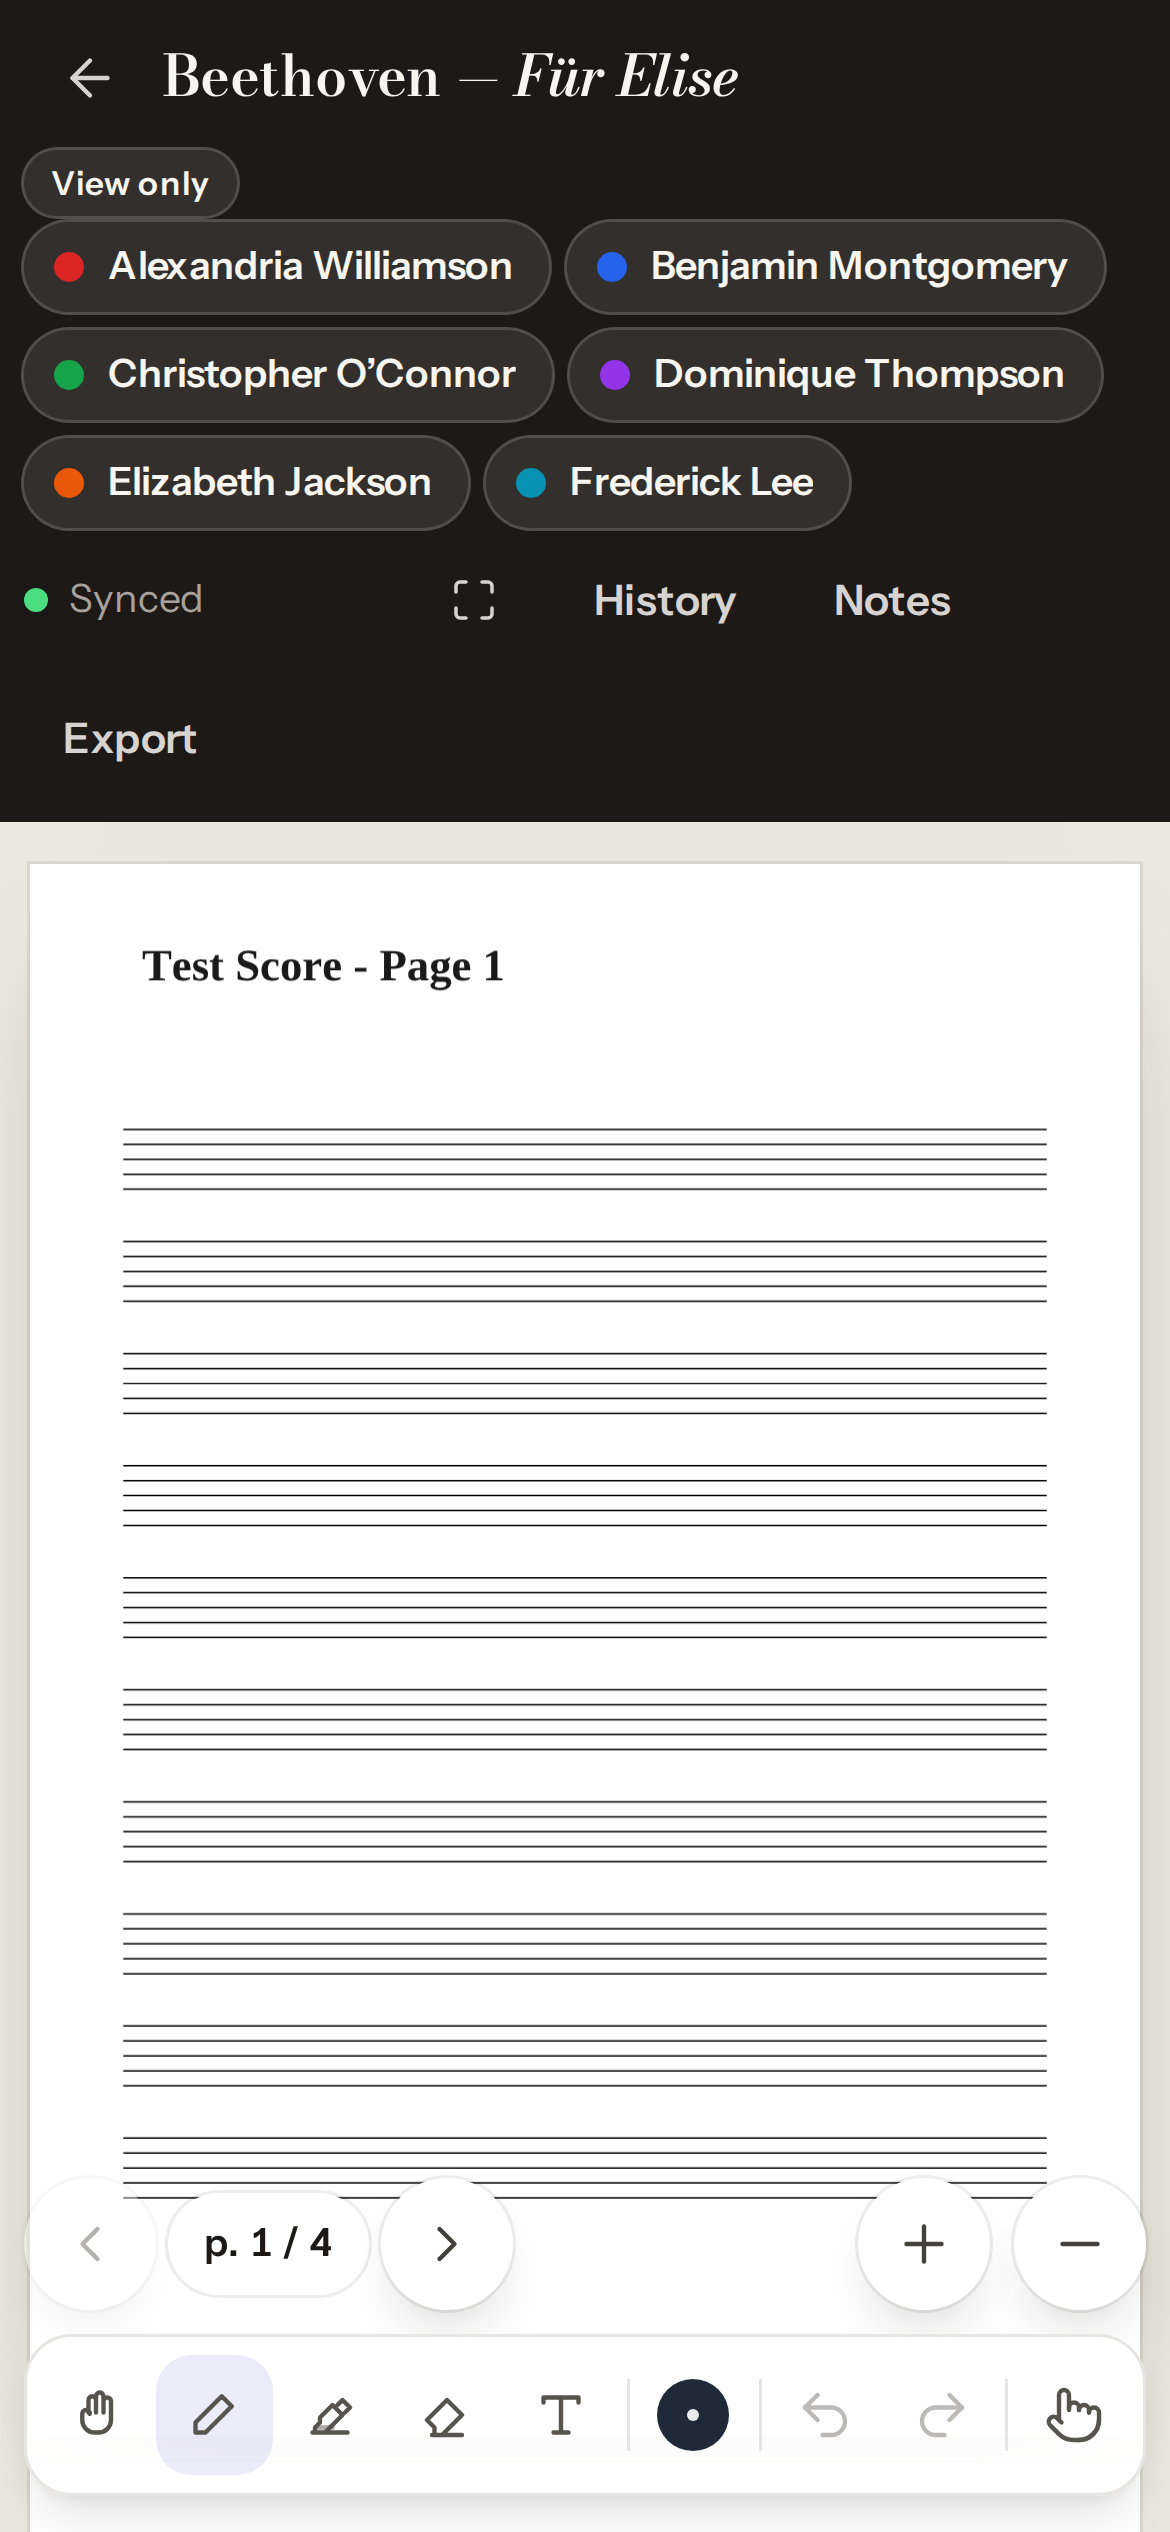 Beethoven — Für Elise
View only
Alexandria Williamson Benjamin Montgomery
Christopher O’Connor Dominique Thompson
Elizabeth Jackson Frederick Lee
Synced History Notes
Export
Test Score - Page 1
p. 1 / 4